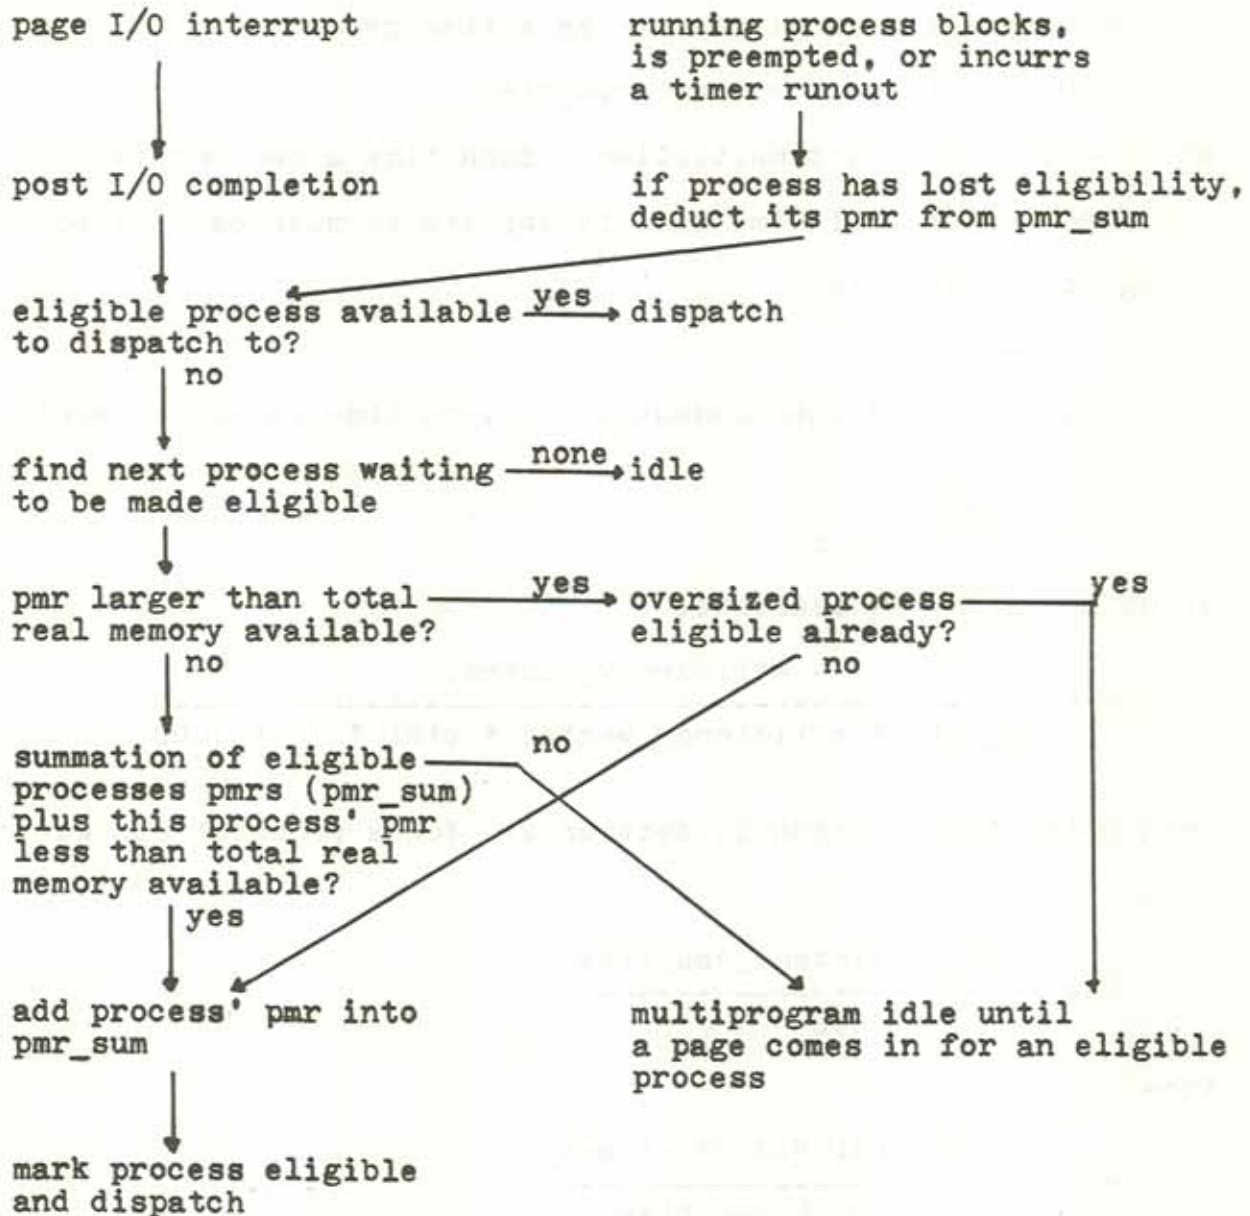 page I/O interrupt
running process blocks,
is preempted, or incurrs
a timer runout
post I/O completion
if process has lost eligibility,
deduct its pmr from pmr_sum
eligible process available
to dispatch to?
yes
dispatch
no
find next process waiting
to be made eligible
none
idle
pmr larger than total
real memory available?
yes
oversized process
eligible already?
yes
no
no
summation of eligible
processes pmrs (pmr_sum)
plus this process' pmr
less than total real
memory available?
no
yes
add process' pmr into
pmr_sum
multiprogram idle until
a page comes in for an eligible
process
mark process eligible
and dispatch